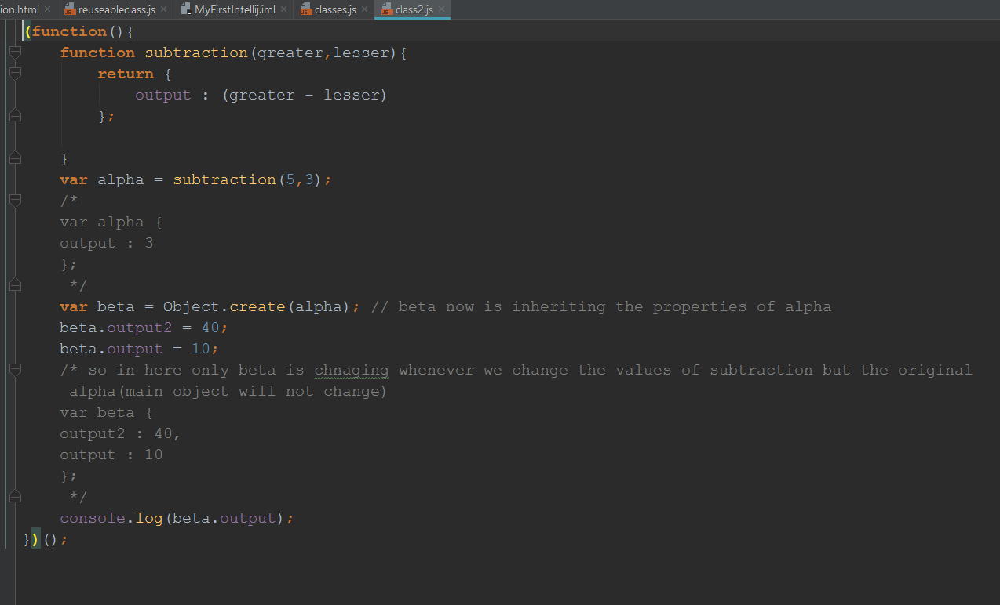 ion.html reuseableclass.js MyFirstIntellij.iml classes.js class2.js
(function(){
    function subtraction(greater,lesser){
        return {
            output : (greater - lesser)
        };

    }
    var alpha = subtraction(5,3);
    /*
    var alpha {
    output : 3
    };
     */
    var beta = Object.create(alpha); // beta now is inheriting the properties of alpha
    beta.output2 = 40;
    beta.output = 10;
    /* so in here only beta is chnaging whenever we change the values of subtraction but the original
     alpha(main object will not change)
    var beta {
    output2 : 40,
    output : 10
    };
     */
    console.log(beta.output);
})();